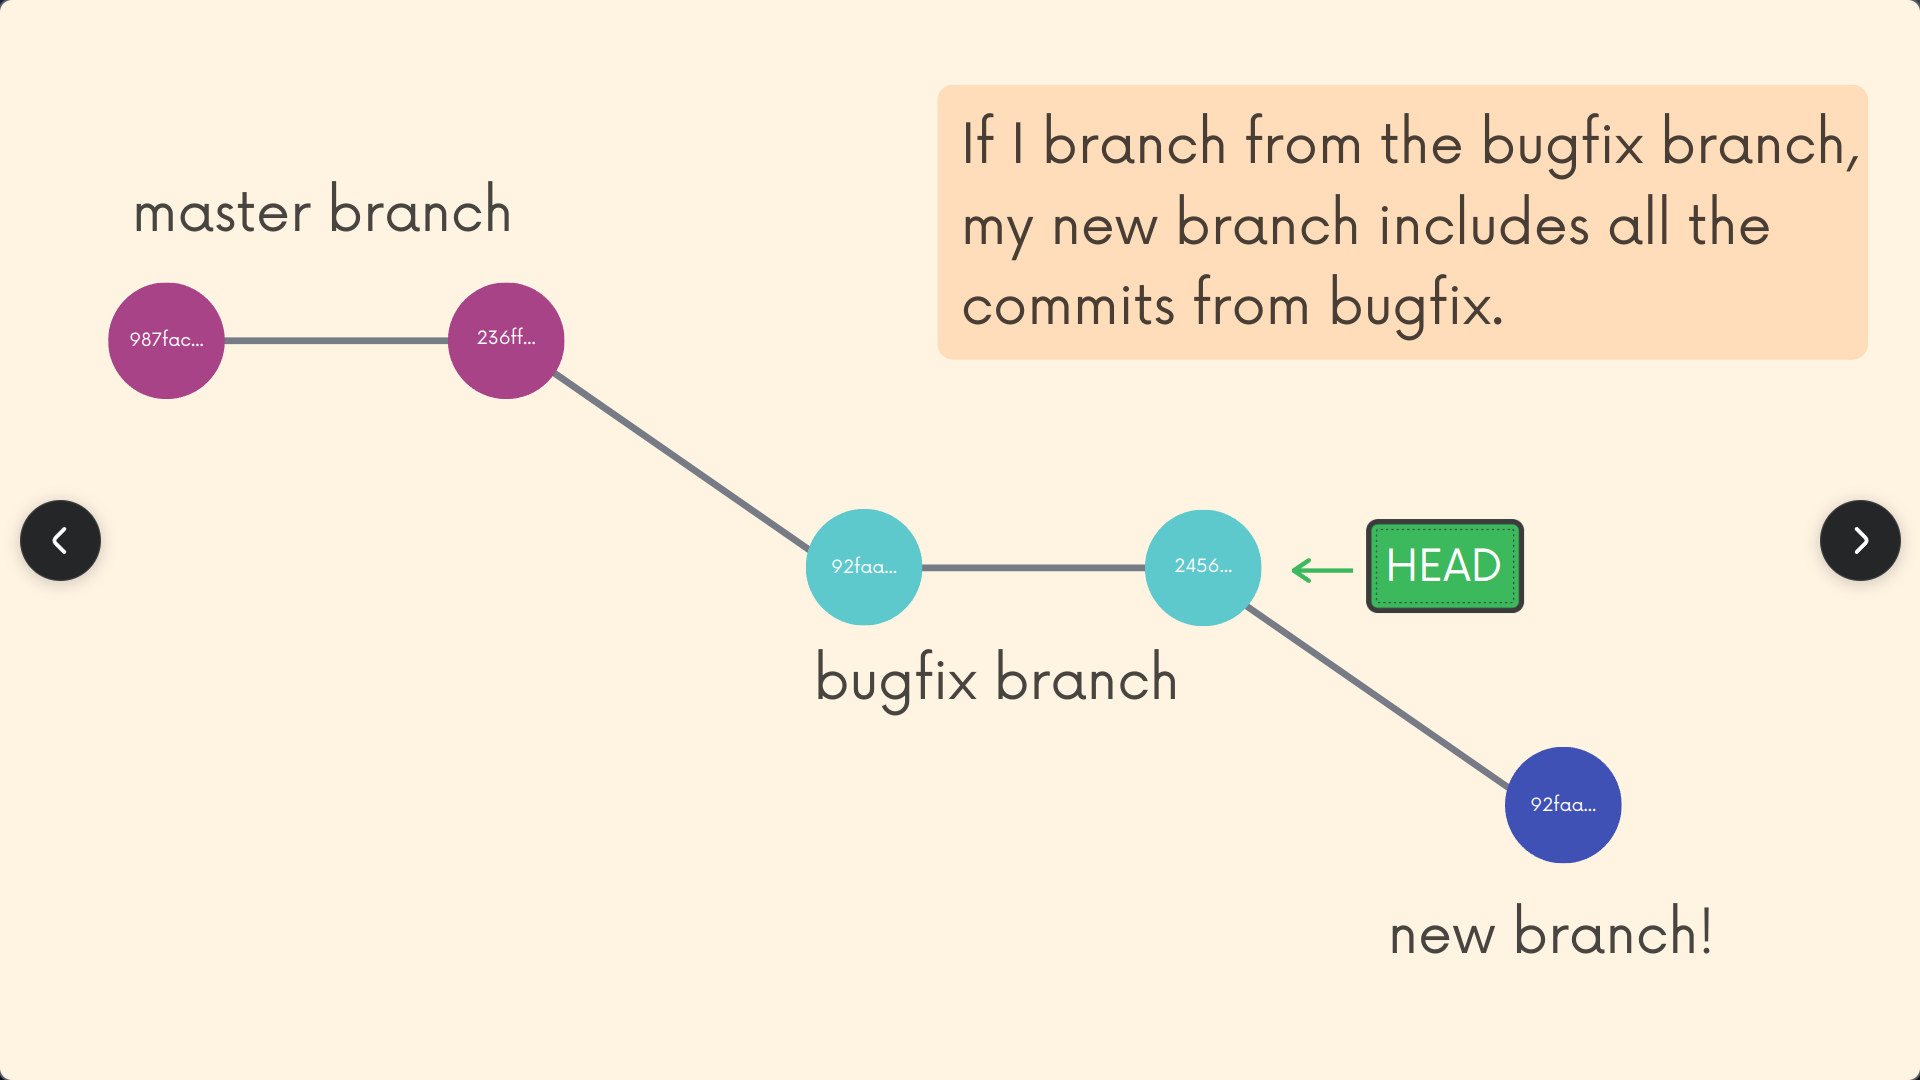 If I branch from the bugfix branch,
my new branch includes all the
commits from bugfix.
master branch
987fac...
236ff...
92faa...
2456...
HEAD
bugfix branch
92faa...
new branch!